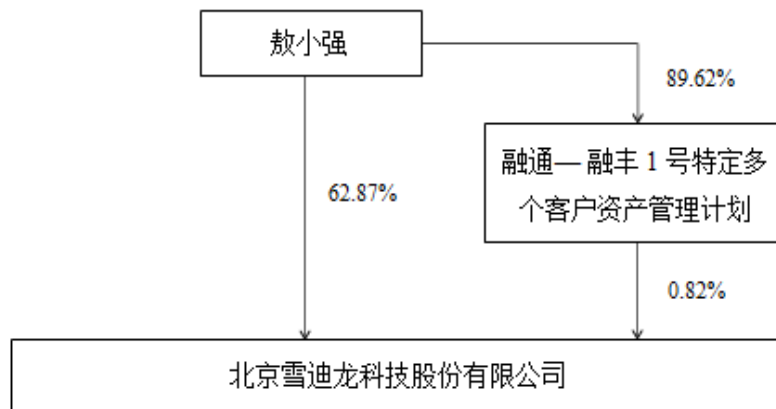 敖小强
89.62%
融通— 融丰 1 号特定多
个客户资产管理计划
62.87%
0.82%
北京雪迪龙科技股份有限公司